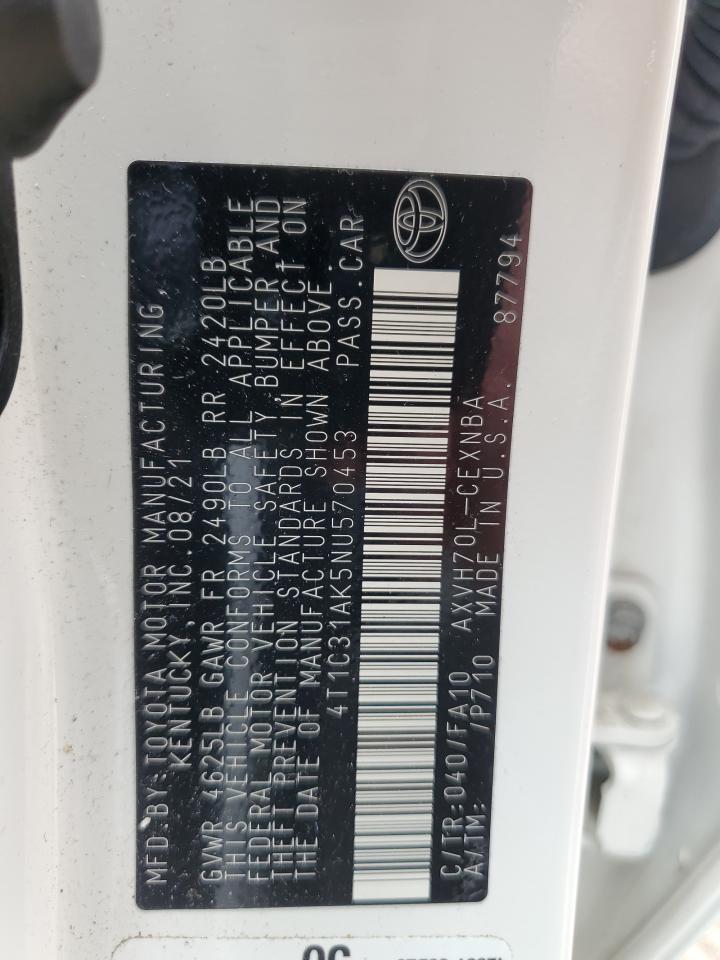 MFD.BY:TOYOTA MOTOR MANUFACTURING,
KENTUCKY,INC.08/21
GVWR 4625LB GAWR FR 2490LB RR 2420LB
THIS VEHICLE CONFORMS TO ALL APPLICABLE
FEDERAL MOTOR VEHICLE SAFETY,BUMPER AND
THEFT PREVENTION STANDARDS IN EFFECT ON
THE DATE OF MANUFACTURE SHOWN ABOVE.
4T1C31AK5NU570453 PASS.CAR
C/TR:040/FA10 AXVH70L-CEXNBA
A/TM: /P710 MADE IN U.S.A. 87794